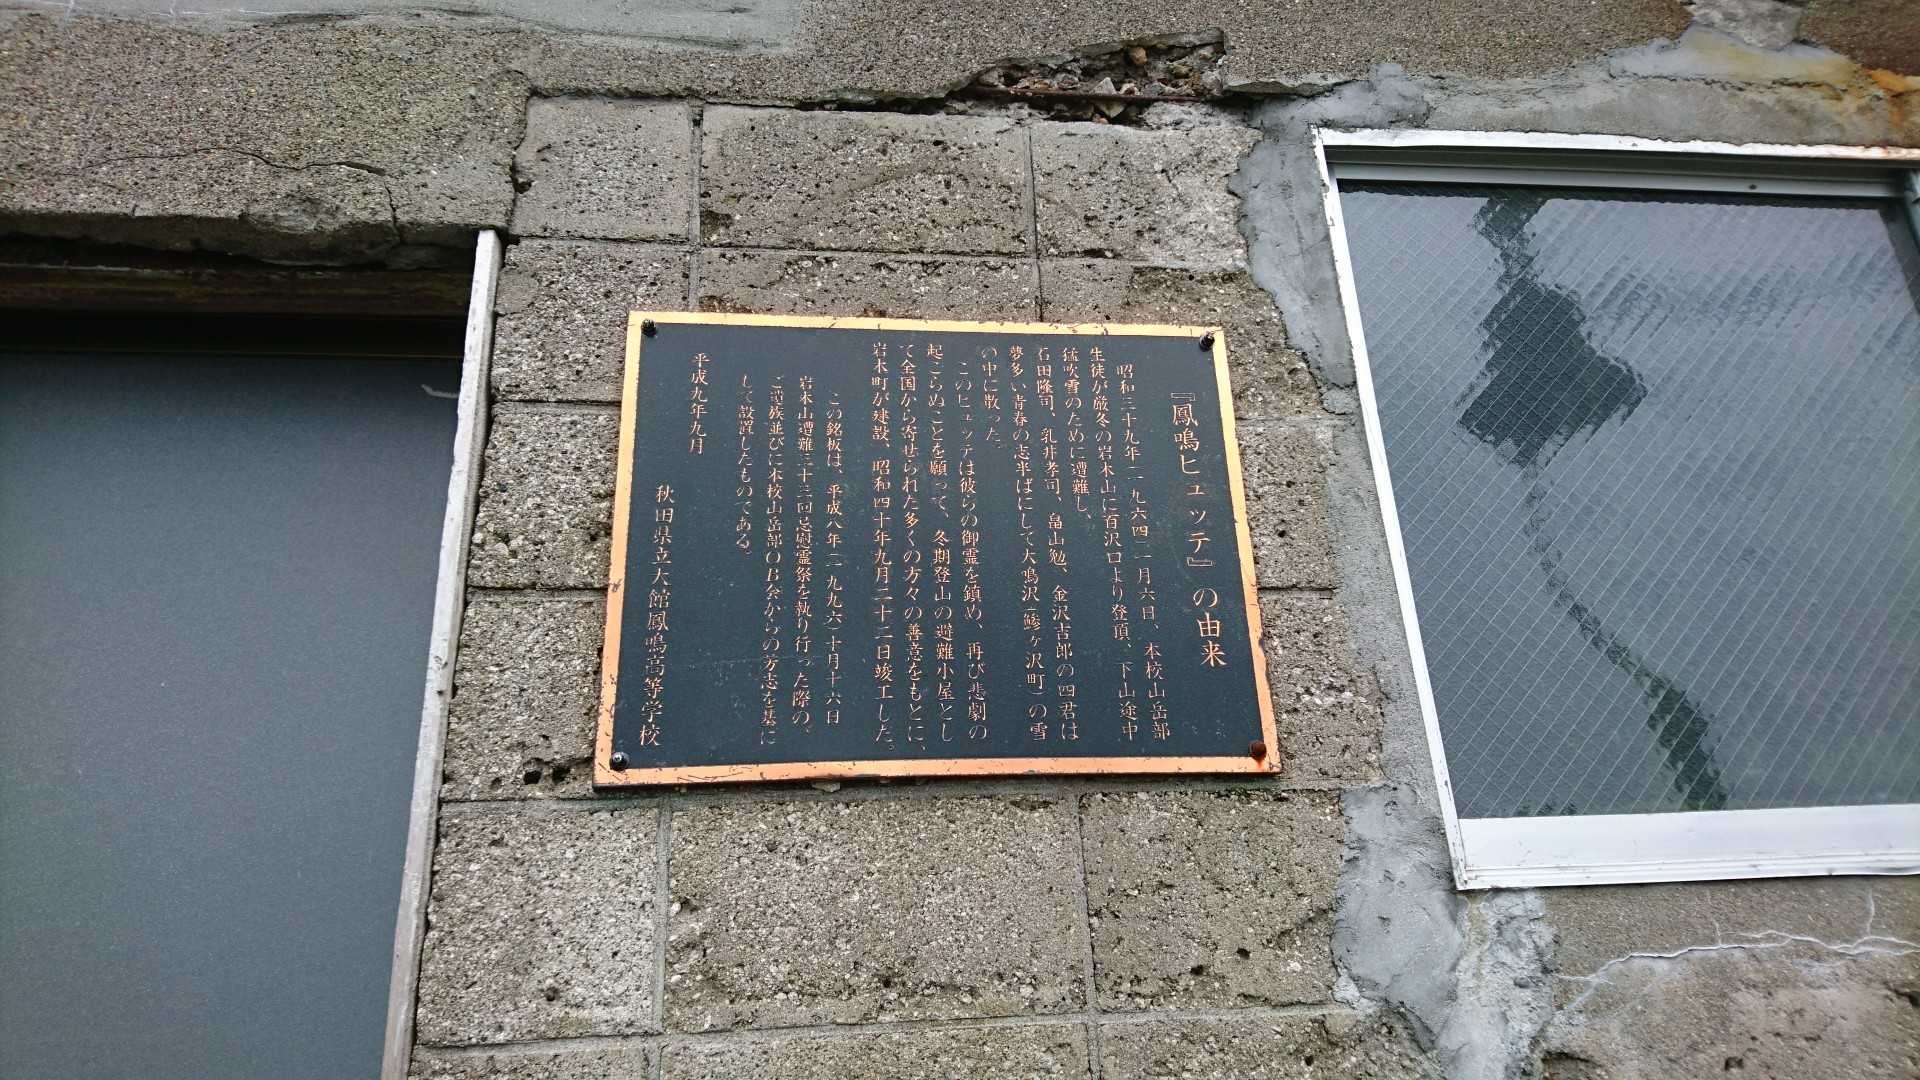 『鳳鳴ヒュッテ』の由来
昭和三十九年(一九六四)一月六日、本校山岳部
生徒が厳冬の岩木山に百沢口より登頂、下山途中
猛吹雪のために遭難し、
石田隆司、乳井孝司、畠山勉、金沢吉郎の四君は
夢多い青春の志半ばにして大鳴沢(鯵ヶ沢町)の雪
の中に散った。
このヒュッテは彼らの御霊を鎮め、再び悲劇の
起こらぬことを願って、冬期登山の避難小屋とし
て全国から寄せられた多くの方々の善意をもとに、
岩木町が建設、昭和四十年九月二十二日竣工した。
この銘板は、平成八年(一九九六)十月十六日
岩木山遭難三十三回忌慰霊祭を執り行った際の、
ご遺族並びに本校山岳部OB会からの芳志を基に
して設置したものである。
平成九年九月
秋田県立大館鳳鳴高等学校